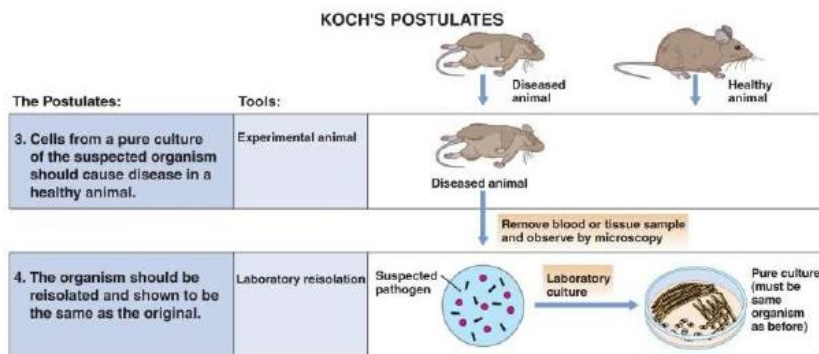 KOCH'S POSTULATES
Diseased
animal
Healthy
animal
The Postulates:
Tools:
3. Cells from a pure culture
of the suspected organism
should cause disease in a
healthy animal.
Experimental animal
Diseased animal
Remove blood or tissue sample
and observe by microscopy
4. The organism should be
reisolated and shown to be
the same as the original.
Laboratory reisolation
Suspected
pathogen
Laboratory
culture
Pure culture
(must be
same
organism
as before)